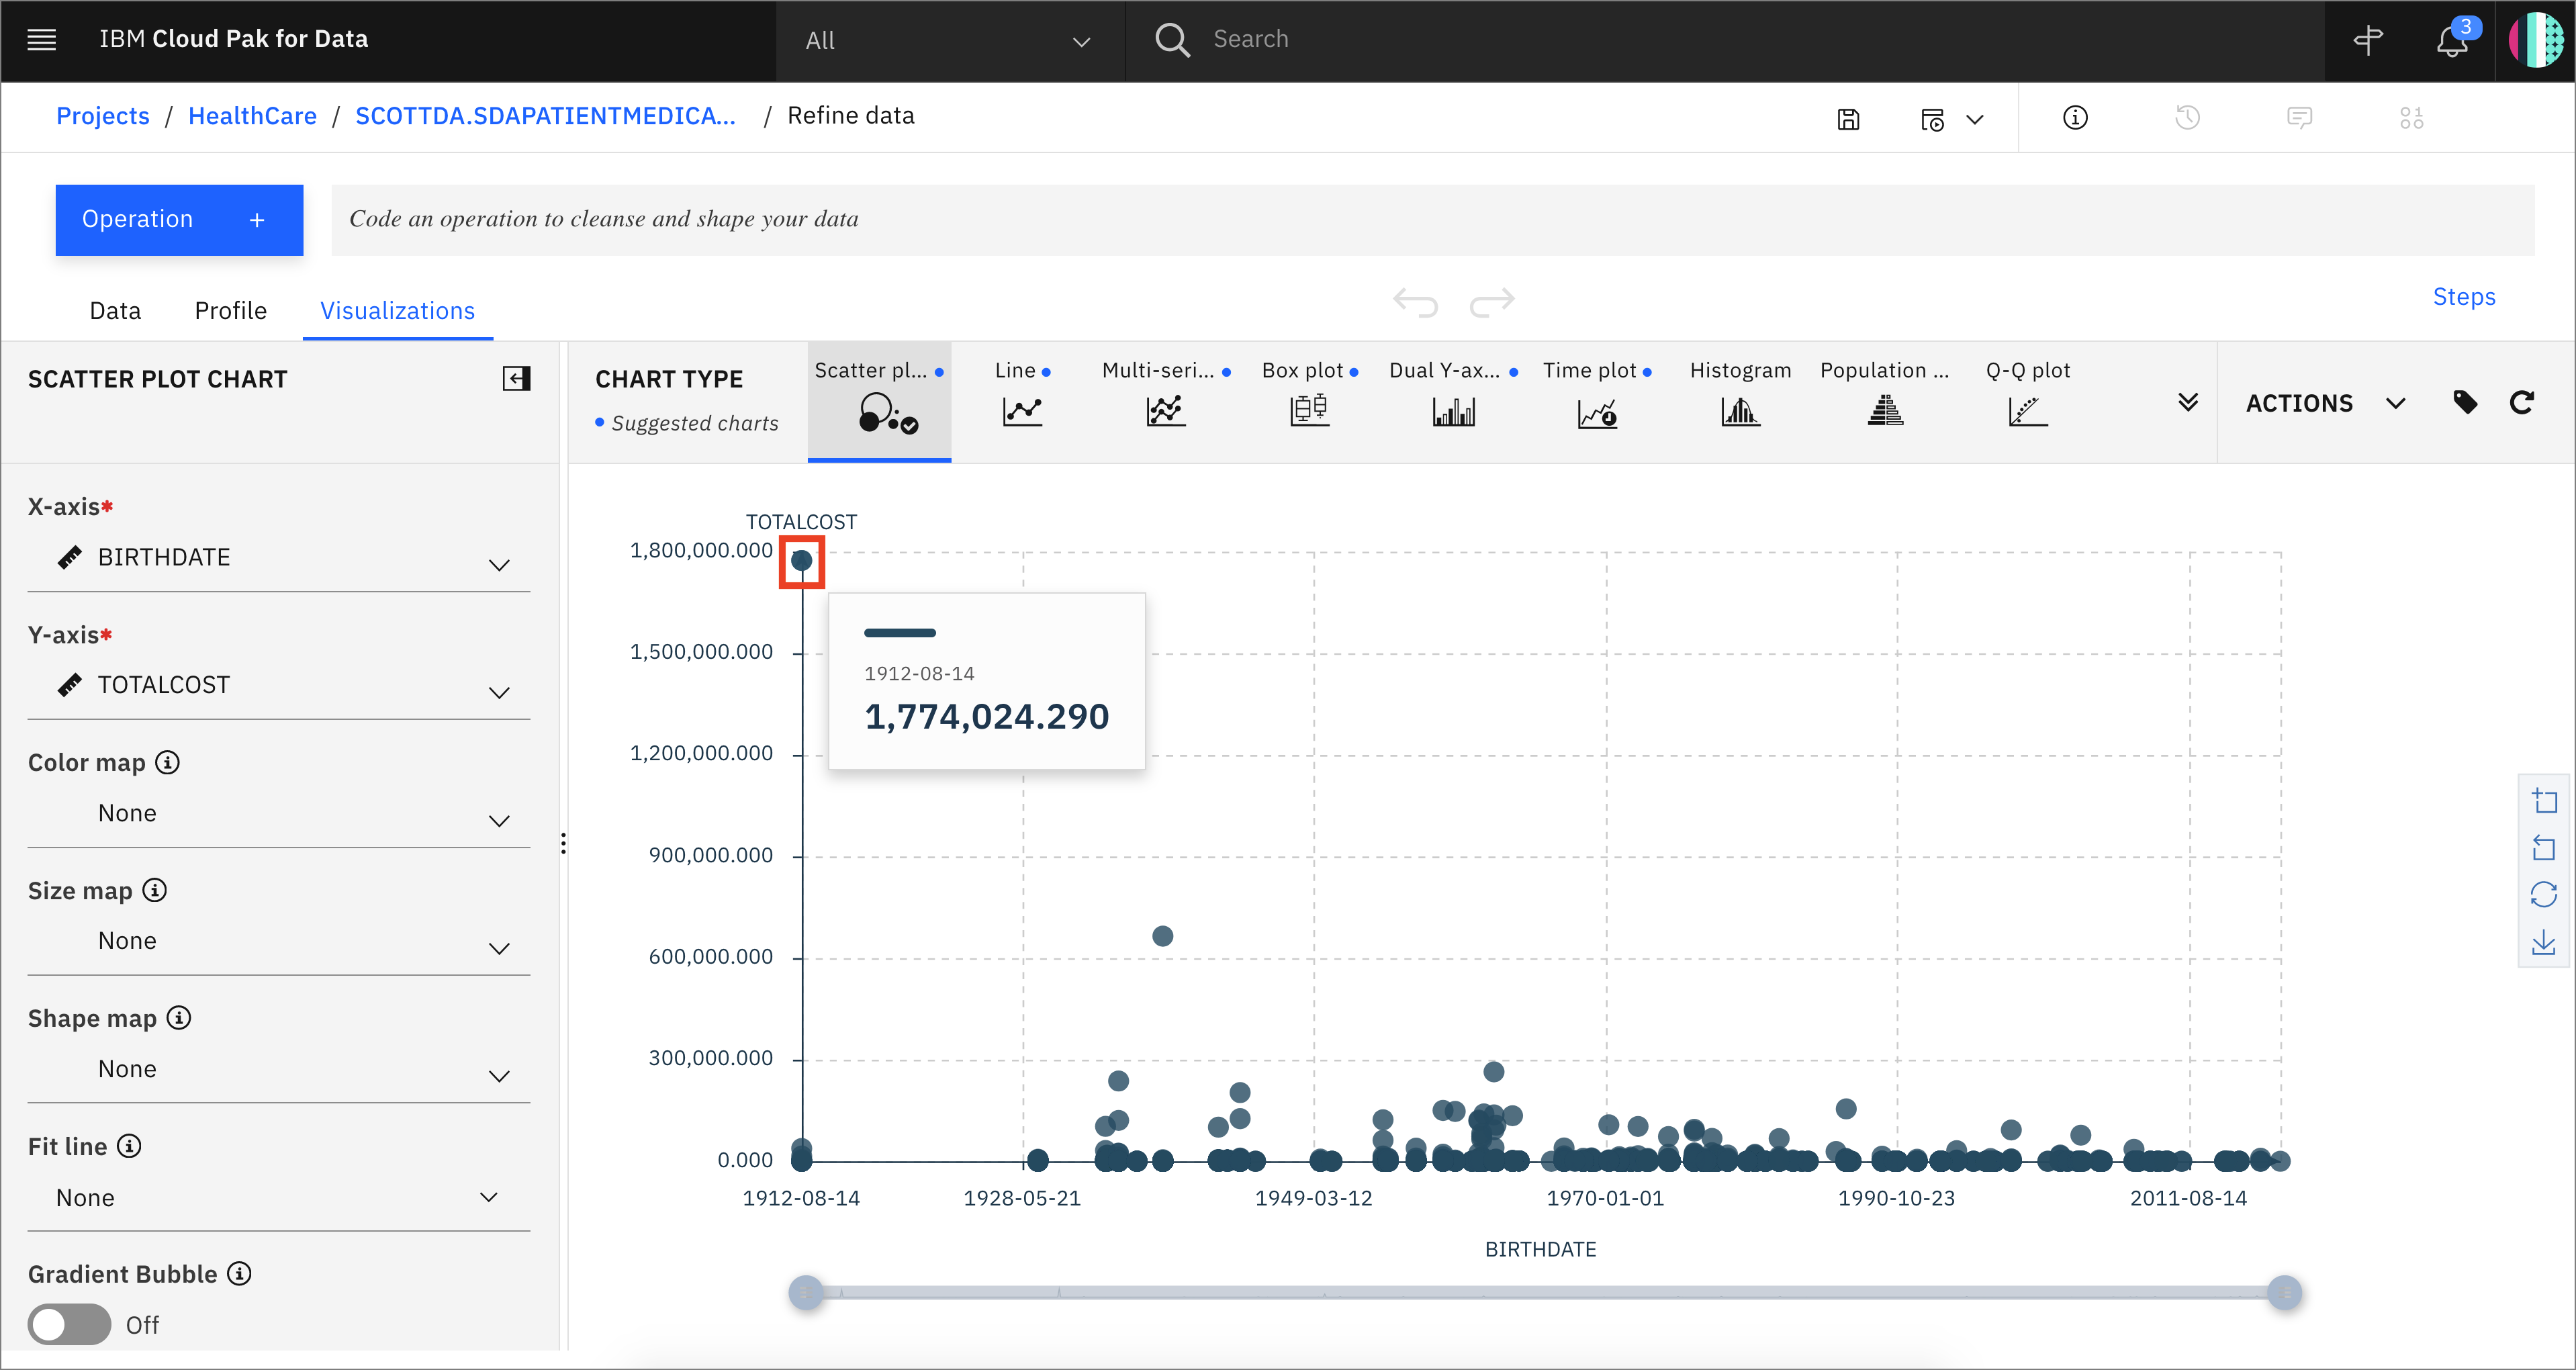 IBM Cloud Pak for Data
All
Search
3
Projects / HealthCare / SCOTTDA.SDAPATIENTMEDICA... / Refine data
Operation +
Code an operation to cleanse and shape your data
Data
Profile
Visualizations
Steps
SCATTER PLOT CHART
X-axis*
BIRTHDATE
Y-axis*
TOTALCOST
Color map
None
Size map
None
Shape map
None
Fit line
None
Gradient Bubble
Off
CHART TYPE
Suggested charts
Scatter pl...
Line
Multi-seri...
Box plot
Dual Y-ax...
Time plot
Histogram
Population ...
Q-Q plot
ACTIONS
TOTALCOST
1,800,000.000
1,500,000.000
1,200,000.000
900,000.000
600,000.000
300,000.000
0.000
1912-08-14
1,774,024.290
1912-08-14
1928-05-21
1949-03-12
1970-01-01
1990-10-23
2011-08-14
BIRTHDATE